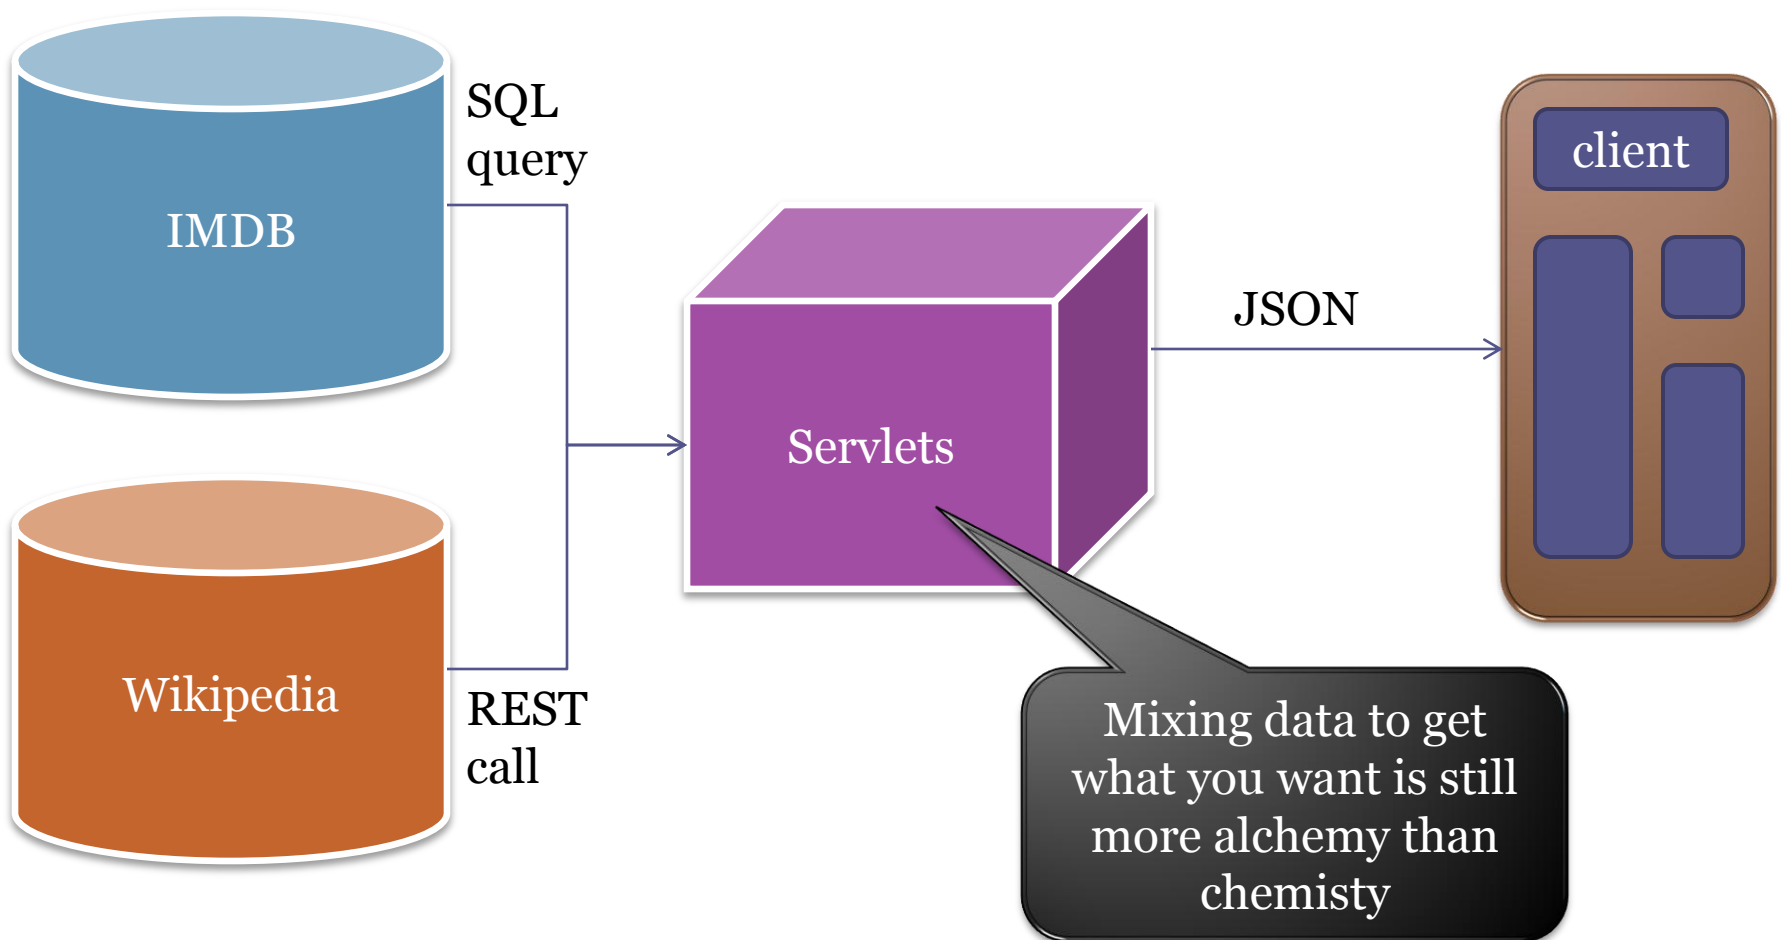 SQL
query
IMDB
client
JSON
Servlets
Wikipedia
REST
call
Mixing data to get
what you want is still
more alchemy than
chemisty